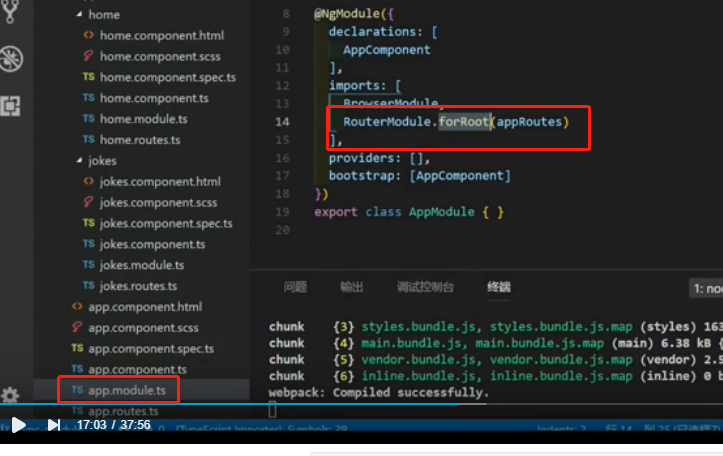 home
home.component.html
home.component.scss
TS home.component.spec.ts
TS home.component.ts
TS home.module.ts
TS home.routes.ts
jokes
jokes.component.html
jokes.component.scss
TS jokes.component.spec.ts
TS jokes.component.ts
TS jokes.module.ts
TS jokes.routes.ts
app.component.html
app.component.scss
TS app.component.spec.ts
TS app.component.ts
TS app.module.ts
TS app.routes.ts
8 @NgModule({
9 declarations: [
10 AppComponent
11 ],
12 imports: [
13 BrowserModule,
14 RouterModule.forRoot(appRoutes)
15 ],
16 providers: [],
17 bootstrap: [AppComponent]
18 })
19 export class AppModule { }
20
问题 输出 调试控制台 终端 1: no
chunk {3} styles.bundle.js, styles.bundle.js.map (styles) 163
chunk {4} main.bundle.js, main.bundle.js.map (main) 6.38 kB {
chunk {5} vendor.bundle.js, vendor.bundle.js.map (vendor) 2.5
chunk {6} inline.bundle.js, inline.bundle.js.map (inline) 0 b
webpack: Compiled successfully.
17:03 / 37:56